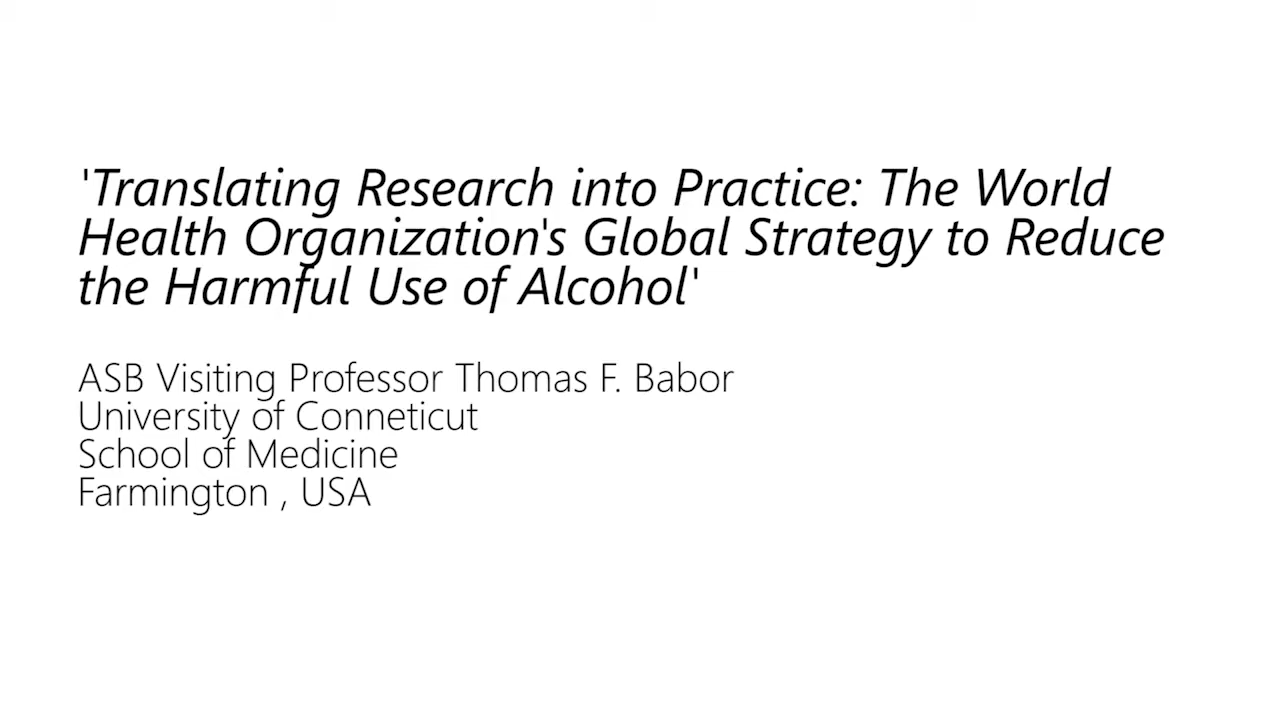 'Translating Research into Practice: The World
Health Organization's Global Strategy to Reduce
the Harmful Use of Alcohol'
ASB Visiting Professor Thomas F. Babor
University of Conneticut
School of Medicine
Farmington , USA